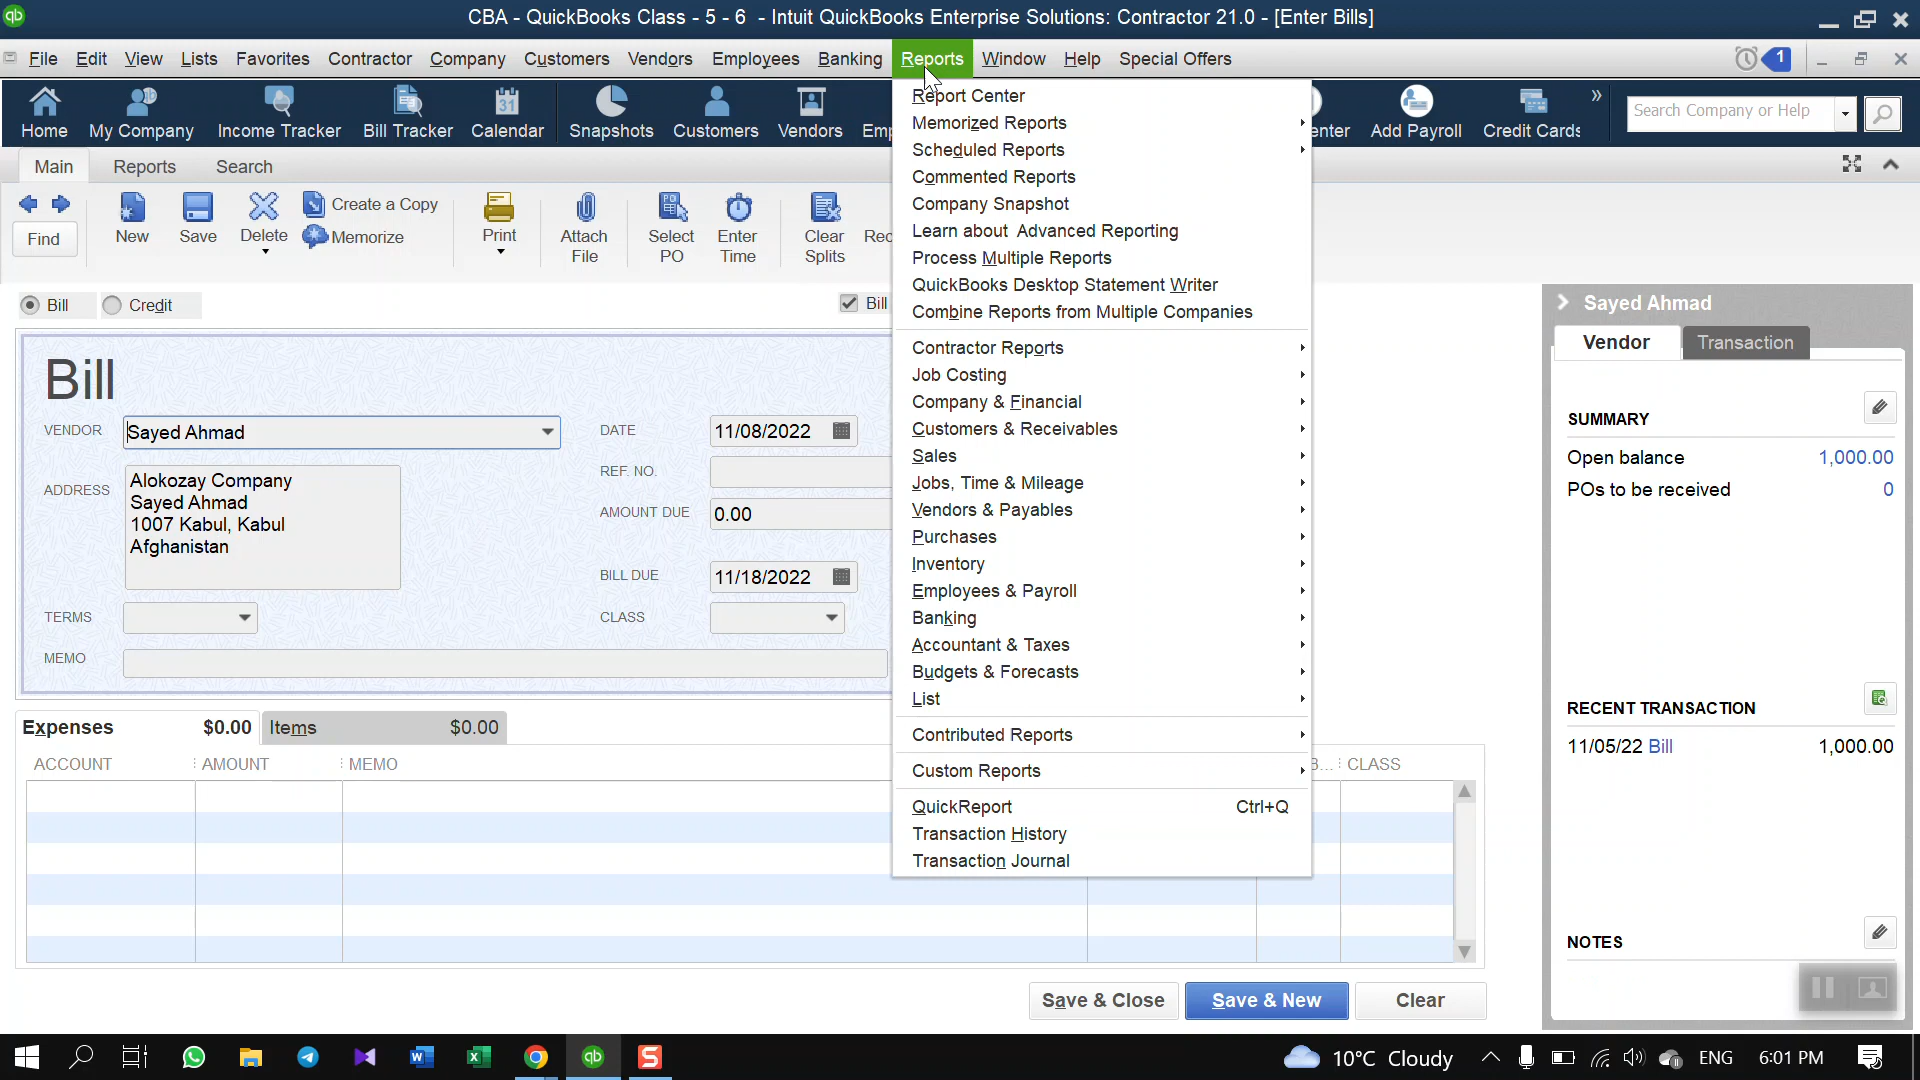 CBA - QuickBooks Class - 5 - 6 - Intuit QuickBooks Enterprise Solutions: Contractor 21.0 - [Enter Bills]
File Edit View Lists Favorites Contractor Company Customers Vendors Employees Banking Reports Window Help Special Offers 1
Home My Company Income Tracker Bill Tracker Calendar Snapshots Customers Vendors Add Payroll Credit Cards Search Company or Help
Main Reports Search
Find New Save Delete Create a Copy
Memorize
Print Attach File Select PO Enter Time Clear Splits
Bill Credit Bill
Bill
VENDOR Sayed Ahmad
ADDRESS
Alokozay Company
Sayed Ahmad
1007 Kabul, Kabul
Afghanistan
TERMS
MEMO
DATE 11/08/2022
REF. NO.
AMOUNT DUE 0.00
BILL DUE 11/18/2022
CLASS
Expenses $0.00 Items $0.00
ACCOUNT AMOUNT MEMO B... CLASS
Report Center
Memorized Reports
Scheduled Reports
Commented Reports
Company Snapshot
Learn about Advanced Reporting
Process Multiple Reports
QuickBooks Desktop Statement Writer
Combine Reports from Multiple Companies
Contractor Reports
Job Costing
Company & Financial
Customers & Receivables
Sales
Jobs, Time & Mileage
Vendors & Payables
Purchases
Inventory
Employees & Payroll
Banking
Accountant & Taxes
Budgets & Forecasts
List
Contributed Reports
Custom Reports
QuickReport Ctrl+Q
Transaction History
Transaction Journal
Save & Close Save & New Clear
Sayed Ahmad
Vendor Transaction
SUMMARY
Open balance 1,000.00
POs to be received 0
RECENT TRANSACTION
11/05/22 Bill 1,000.00
NOTES
10°C Cloudy ENG 6:01 PM